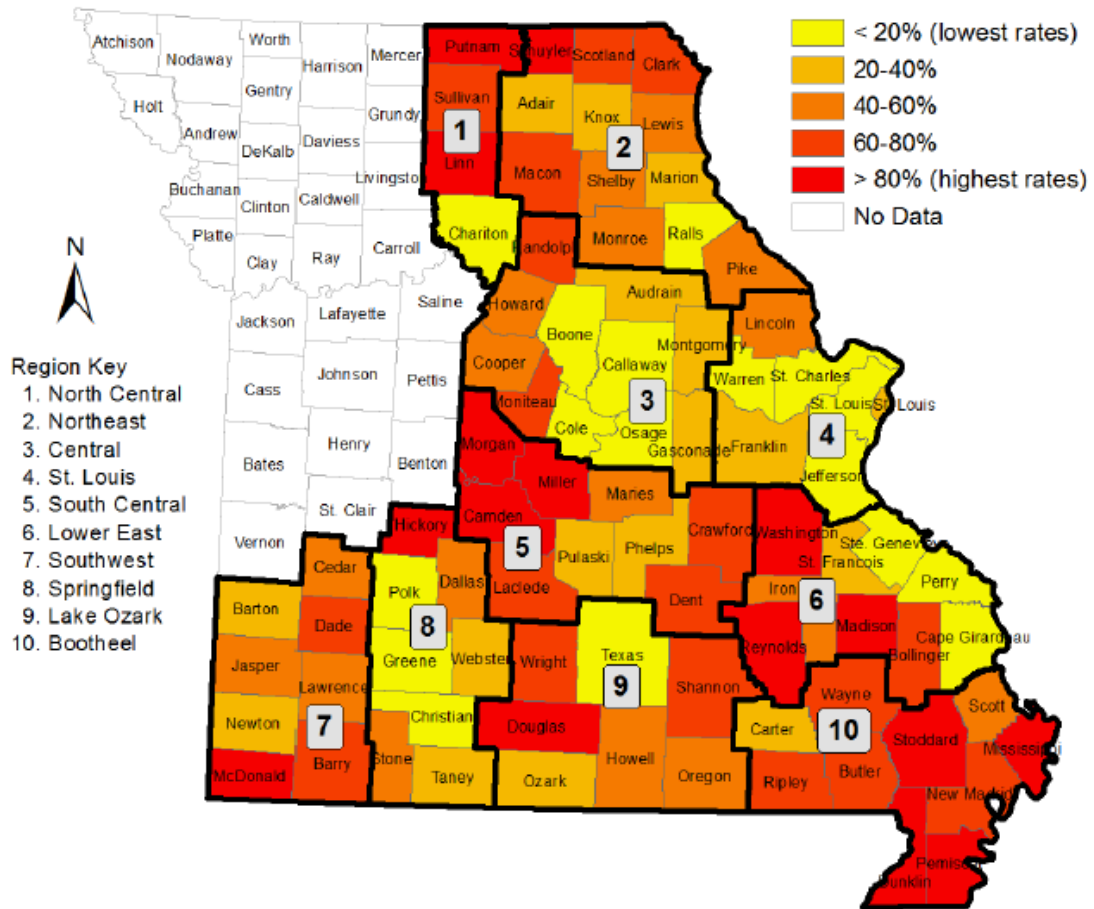 < 20% (lowest rates)
20-40%
40-60%
60-80%
> 80% (highest rates)
No Data
N
Region Key
1. North Central
2. Northeast
3. Central
4. St. Louis
5. South Central
6. Lower East
7. Southwest
8. Springfield
9. Lake Ozark
10. Bootheel
Atchison
Nodaway
Worth
Harrison
Mercer
Putnam
Schuyler
Scotland
Clark
Holt
Gentry
Grundy
Sullivan
Adair
Knox
Lewis
Andrew
DeKalb
Daviess
Livingsto
1
2
Linn
Macon
Shelby
Marion
Buchanan
Clinton
Caldwell
Chariton
Platte
Clay
Ray
Carroll
Randolph
Monroe
Ralls
Pike
Saline
Howard
Audrain
Jackson
Lafayette
Boone
Lincoln
Montgomery
Cass
Johnson
Pettis
Cooper
Callaway
Warren
St. Charles
Moniteau
3
St. Louis
St. Louis
Cole
Osage
4
Henry
Morgan
Gasconade
Franklin
Bates
Benton
Miller
Jefferson
St. Clair
Maries
Vernon
Hickory
Camden
5
Crawford
Washington
Pulaski
Phelps
Ste. Genevieve
St. Francois
Cedar
Polk
Dallas
Laclede
Dent
Iron
6
Perry
Barton
Dade
8
Madison
Reynolds
Cape Girardeau
Bollinger
Jasper
Greene
Webster
Wright
Texas
9
Shannon
Lawrence
Wayne
Newton
7
Christian
Douglas
Carter
10
Scott
Stoddard
Mississippi
McDonald
Barry
Stone
Taney
Ozark
Howell
Oregon
Ripley
Butler
New Madrid
Pemiscot
Dunklin